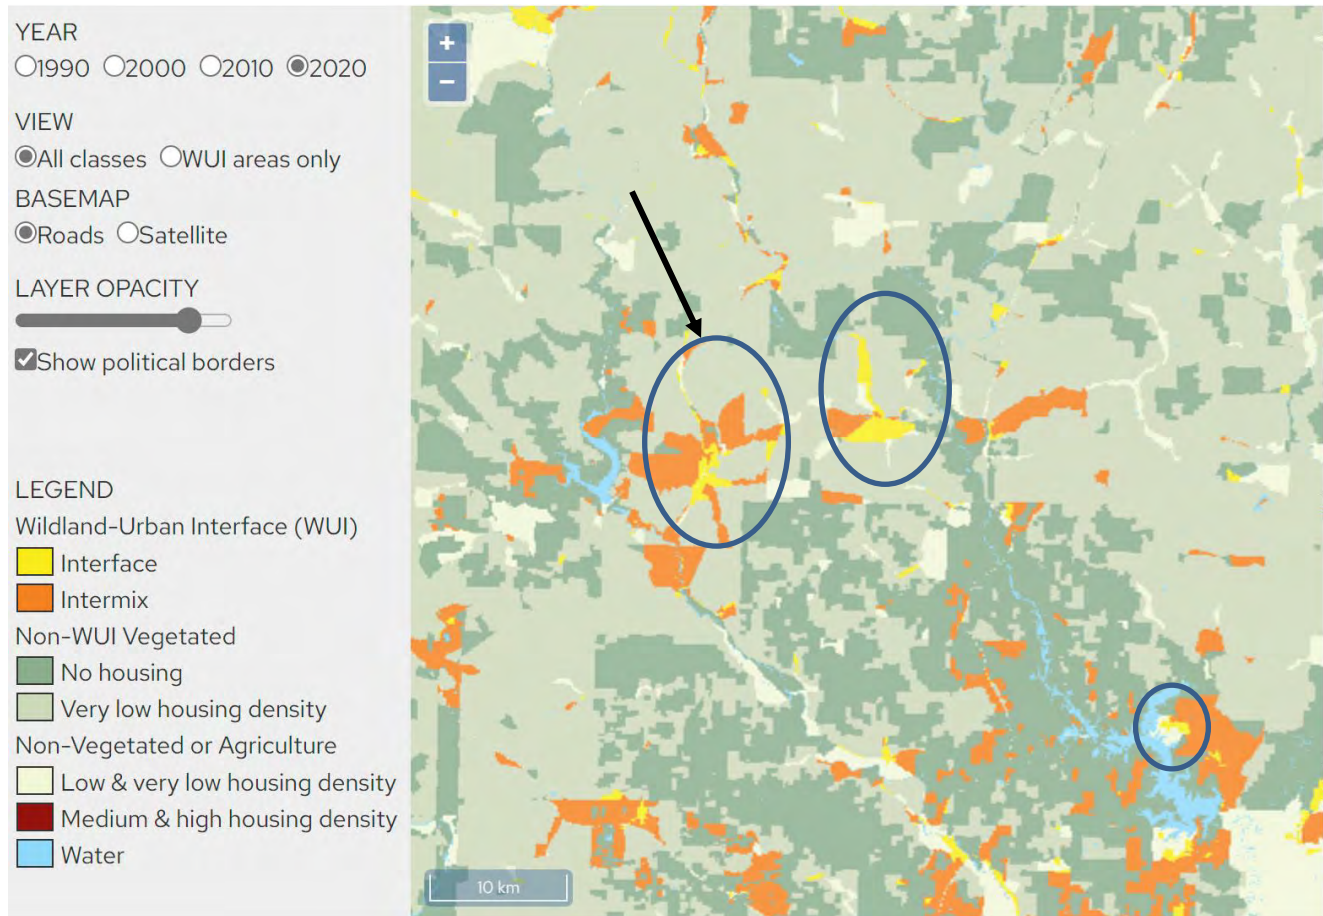 YEAR
1990 2000 2010 2020
VIEW
All classes WUI areas only
BASEMAP
Roads Satellite
LAYER OPACITY
Show political borders
LEGEND
Wildland-Urban Interface (WUI)
Interface
Intermix
Non-WUI Vegetated
No housing
Very low housing density
Non-Vegetated or Agriculture
Low & very low housing density
Medium & high housing density
Water
+
−
10 km